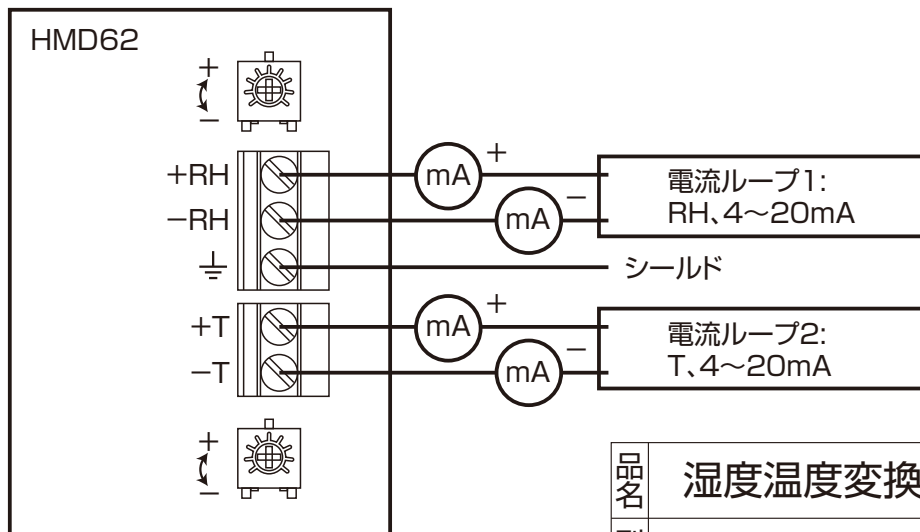 HMD62
+
−
+RH
mA
+
−RH
mA
−
電流ループ1:
RH、4〜20mA
シールド
+T
mA
+
−T
mA
−
電流ループ2:
T、4〜20mA
+
−
品名
湿度温度変換